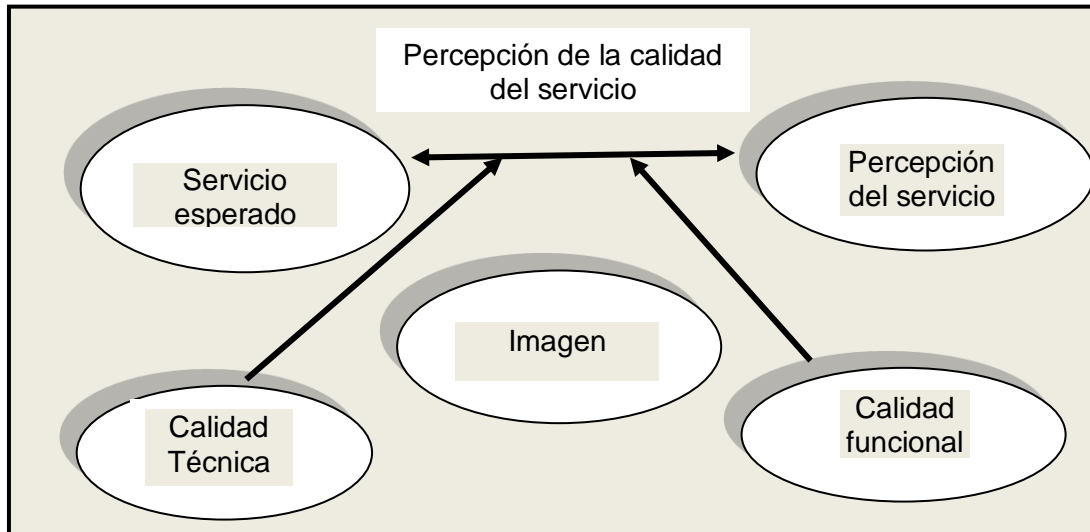 Percepción de la calidad
del servicio
Servicio
esperado
Percepción
del servicio
Imagen
Calidad
Técnica
Calidad
funcional